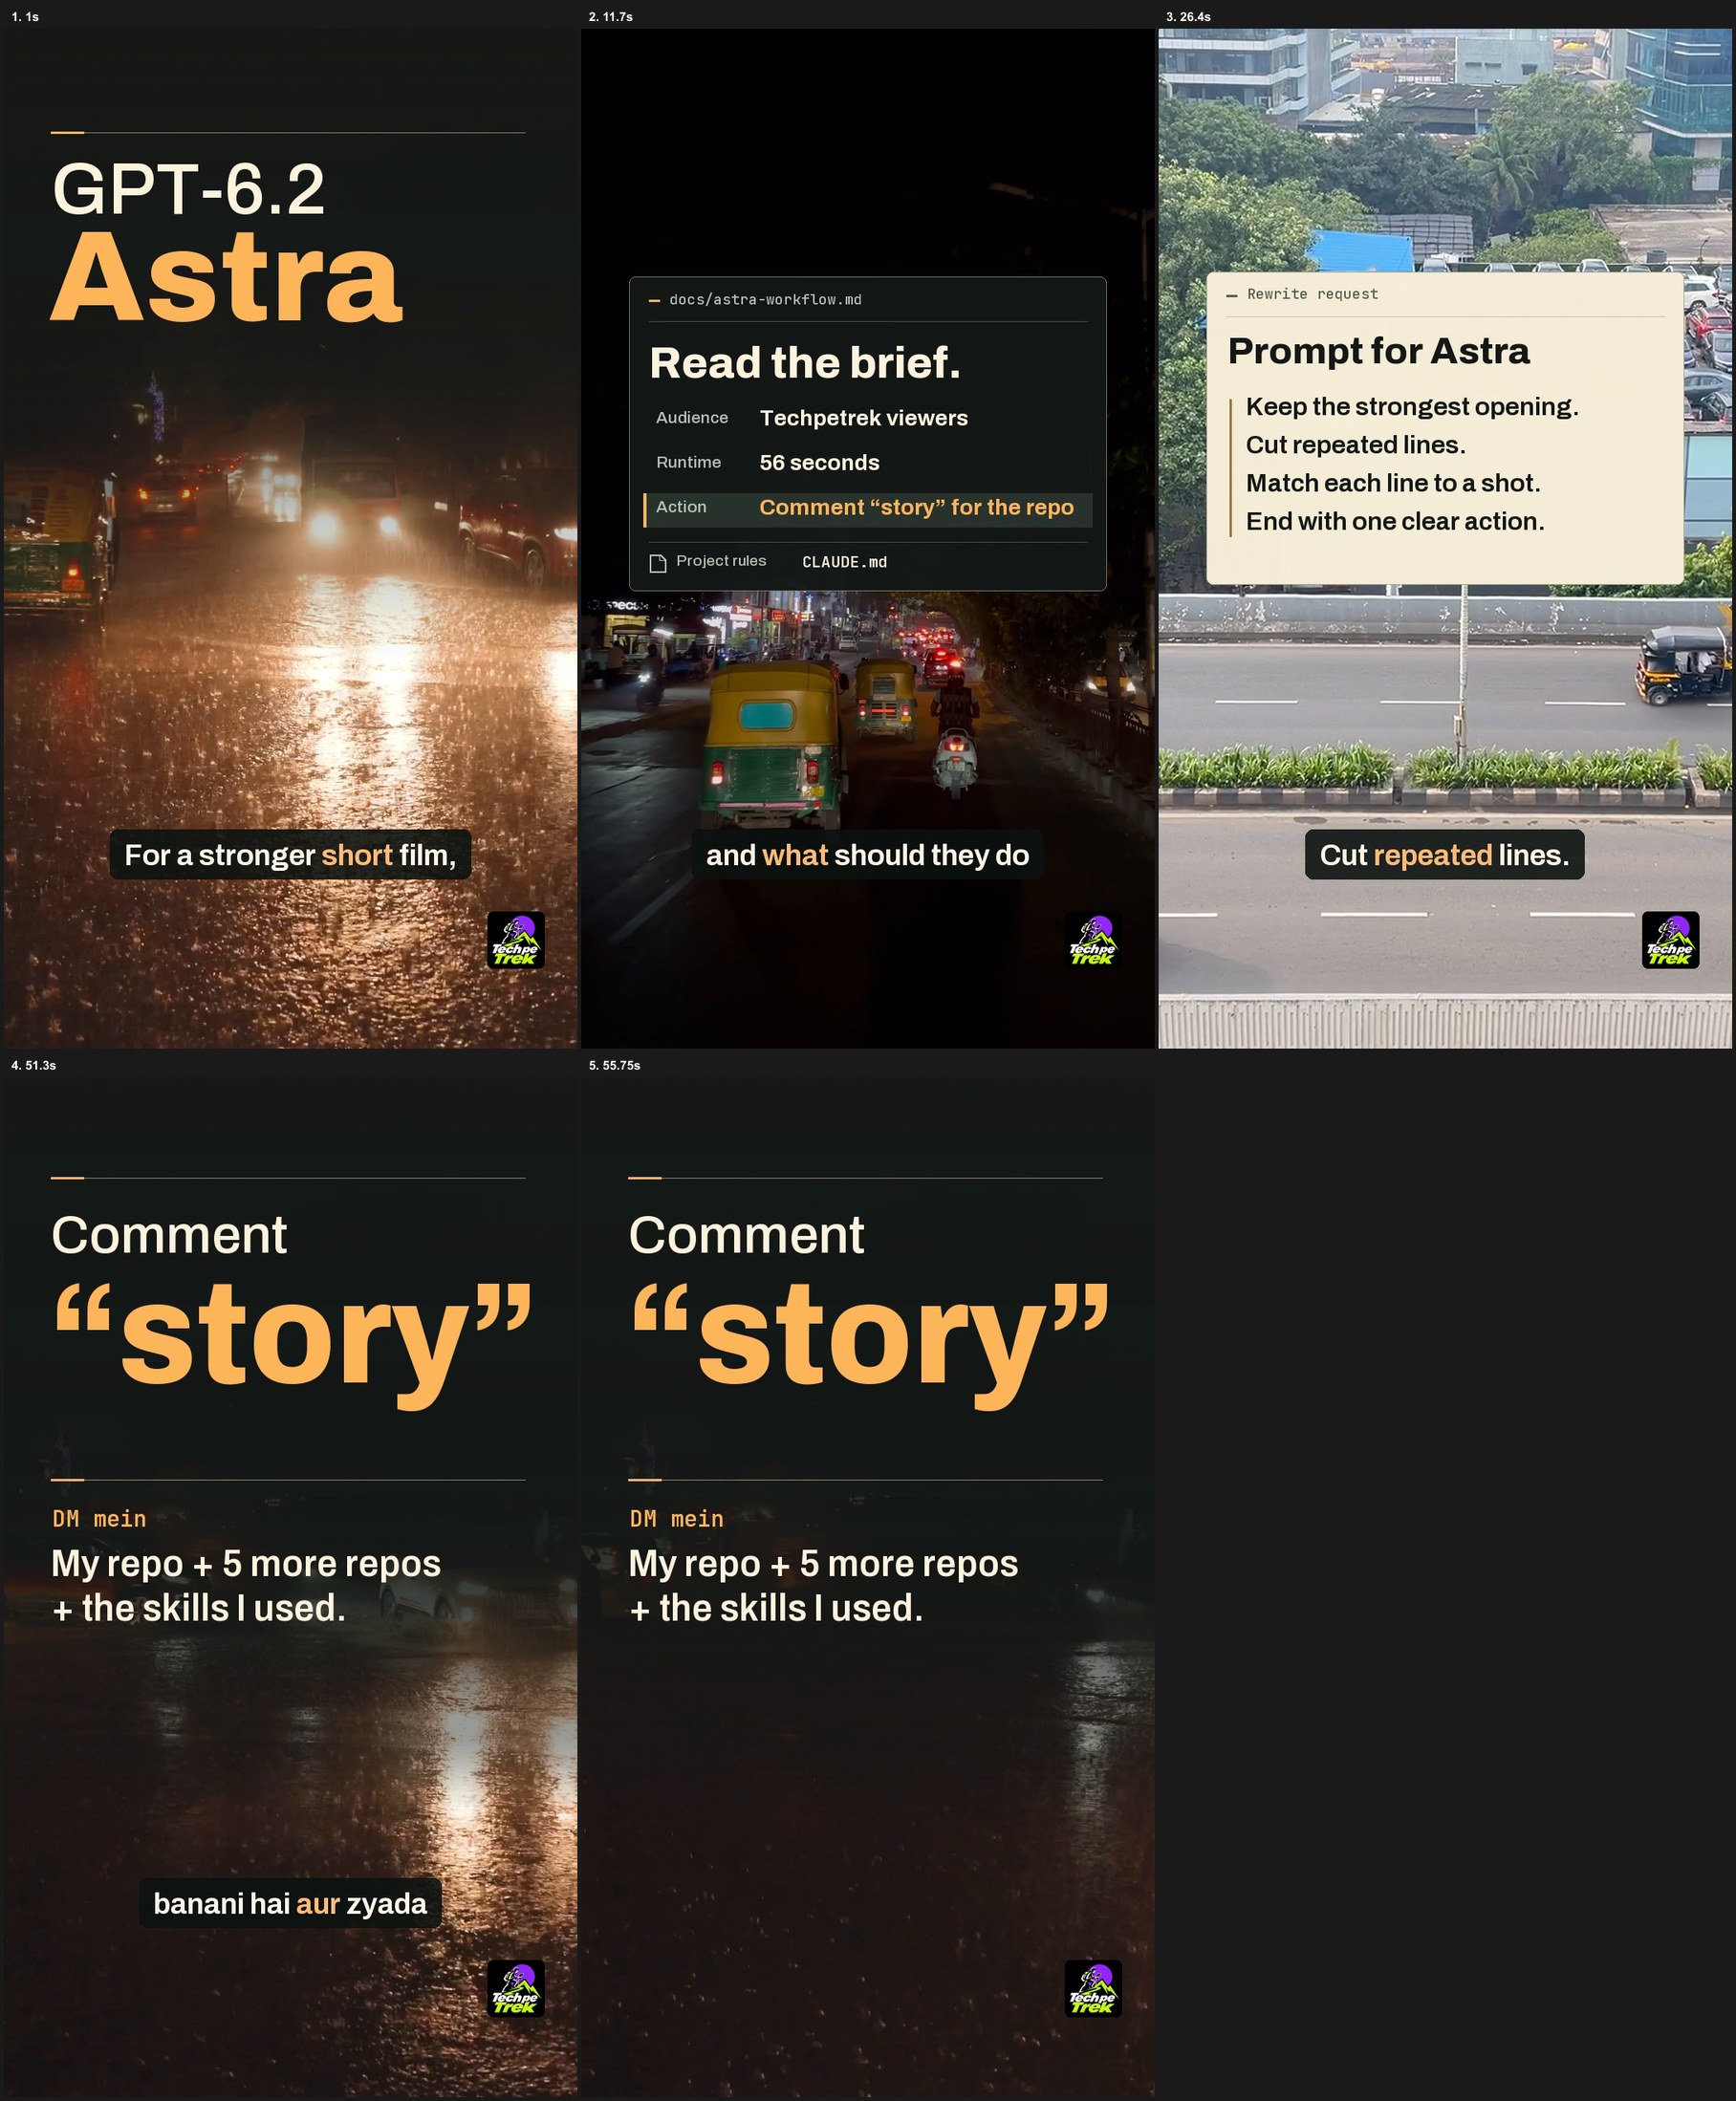 1. 1s
GPT-6.2
Astra
For a stronger short film,
Techpe
Trek
2. 11.7s
docs/astra-workflow.md
Read the brief.
Audience Techpetrek viewers
Runtime 56 seconds
Action Comment “story” for the repo
Project rules CLAUDE.md
and what should they do
Techpe
Trek
3. 26.4s
Rewrite request
Prompt for Astra
Keep the strongest opening.
Cut repeated lines.
Match each line to a shot.
End with one clear action.
Cut repeated lines.
Techpe
Trek
4. 51.3s
Comment
“story”
DM mein
My repo + 5 more repos
+ the skills I used.
banani hai aur zyada
Techpe
Trek
5. 55.75s
Comment
“story”
DM mein
My repo + 5 more repos
+ the skills I used.
Techpe
Trek